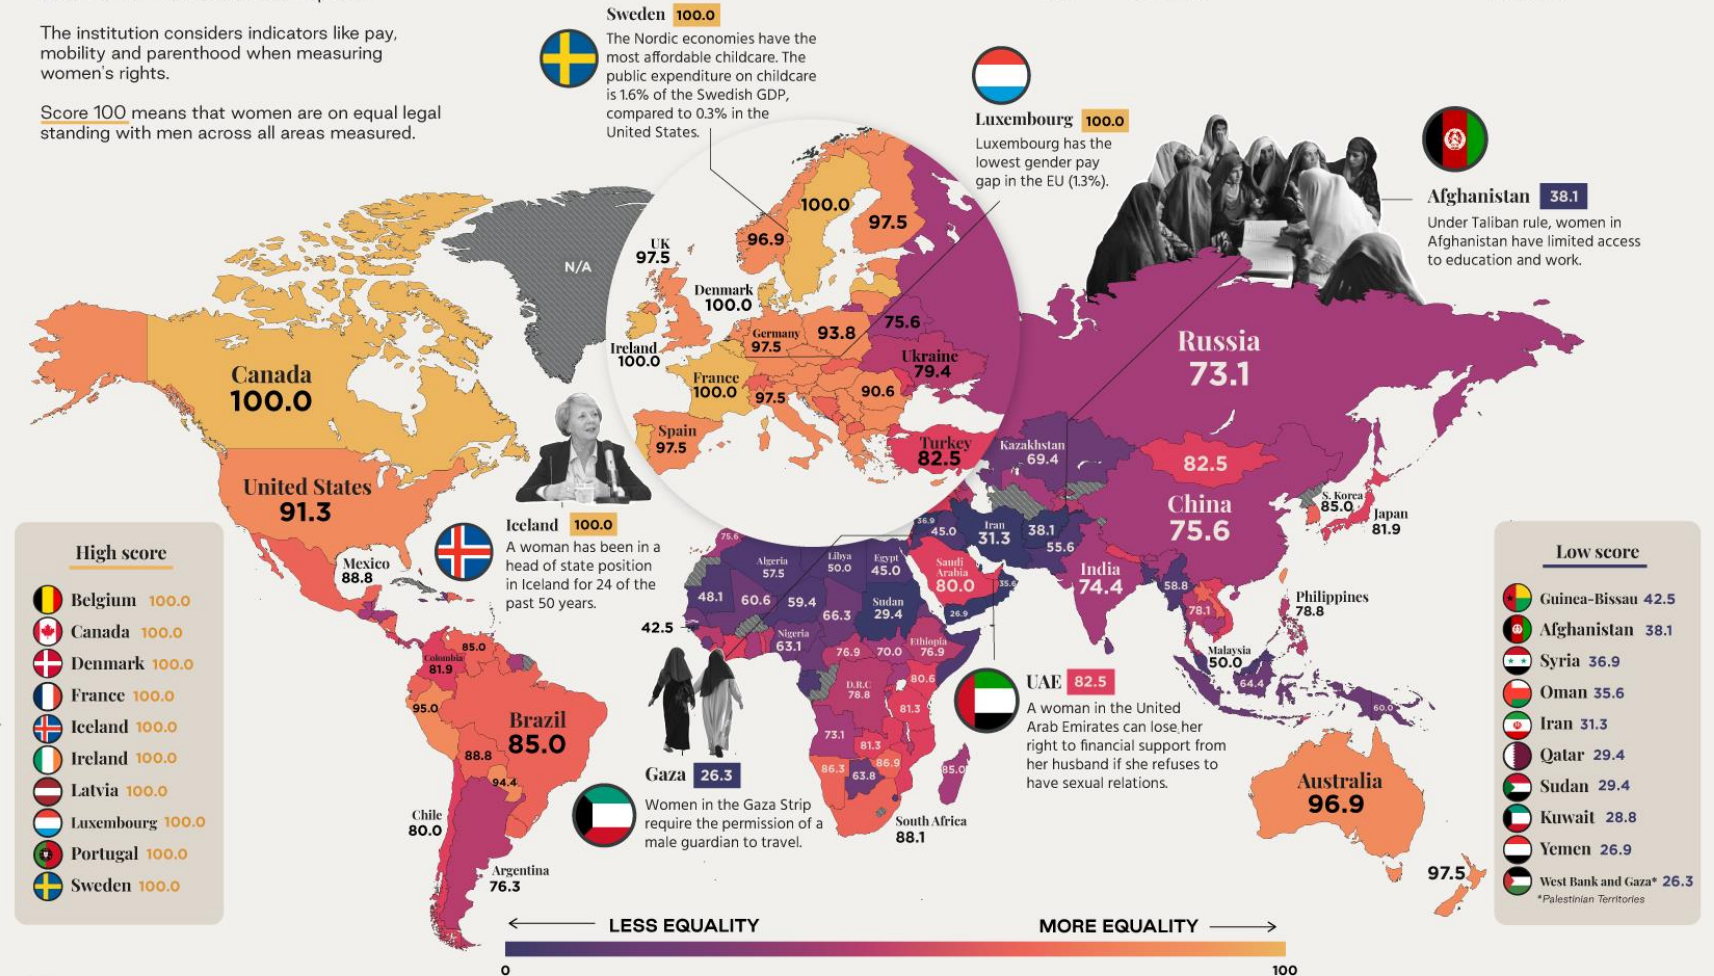 The institution considers indicators like pay,
mobility and parenthood when measuring
women's rights.
Score 100 means that women are on equal legal
standing with men across all areas measured.
Sweden 100.0
The Nordic economies have the
most affordable childcare. The
public expenditure on childcare
is 1.6% of the Swedish GDP,
compared to 0.3% in the
United States.
Luxembourg 100.0
Luxembourg has the
lowest gender pay
gap in the EU (1.3%).
Afghanistan 38.1
Under Taliban rule, women in
Afghanistan have limited access
to education and work.
N/A
UK
97.5
100.0
97.5
96.9
Denmark
100.0
Germany
97.5
93.8
75.6
Ireland
100.0
Ukraine
79.4
France
100.0
97.5
90.6
Spain
97.5
Turkey
82.5
Canada
100.0
United States
91.3
Mexico
88.8
Russia
73.1
Kazakhstan
69.4
82.5
China
75.6
S. Korea
85.0
Japan
81.9
Iceland 100.0
A woman has been in a
head of state position
in Iceland for 24 of the
past 50 years.
High score
Belgium 100.0
Canada 100.0
Denmark 100.0
France 100.0
Iceland 100.0
Ireland 100.0
Latvia 100.0
Luxembourg 100.0
Portugal 100.0
Sweden 100.0
75.6
Algeria
57.5
Libya
50.0
Egypt
45.0
36.9
45.0
Iran
31.3
38.1
55.6
Saudi
Arabia
80.0
35.6
26.9
India
74.4
58.8
78.1
Philippines
78.8
Malaysia
50.0
64.4
60.0
48.1
60.6
59.4
66.3
Sudan
29.4
42.5
Nigeria
63.1
76.9
70.0
Ethiopia
76.9
D.R.C
78.8
80.6
81.3
73.1
81.3
86.3
63.8
86.9
85.0
South Africa
88.1
85.0
Colombia
81.9
95.0
Brazil
85.0
88.8
94.4
Chile
80.0
Argentina
76.3
Gaza 26.3
Women in the Gaza Strip
require the permission of a
male guardian to travel.
UAE 82.5
A woman in the United
Arab Emirates can lose her
right to financial support from
her husband if she refuses to
have sexual relations.
Australia
96.9
97.5
Low score
Guinea-Bissau 42.5
Afghanistan 38.1
Syria 36.9
Oman 35.6
Iran 31.3
Qatar 29.4
Sudan 29.4
Kuwait 28.8
Yemen 26.9
West Bank and Gaza* 26.3
*Palestinian Territories
LESS EQUALITY
MORE EQUALITY
0
100